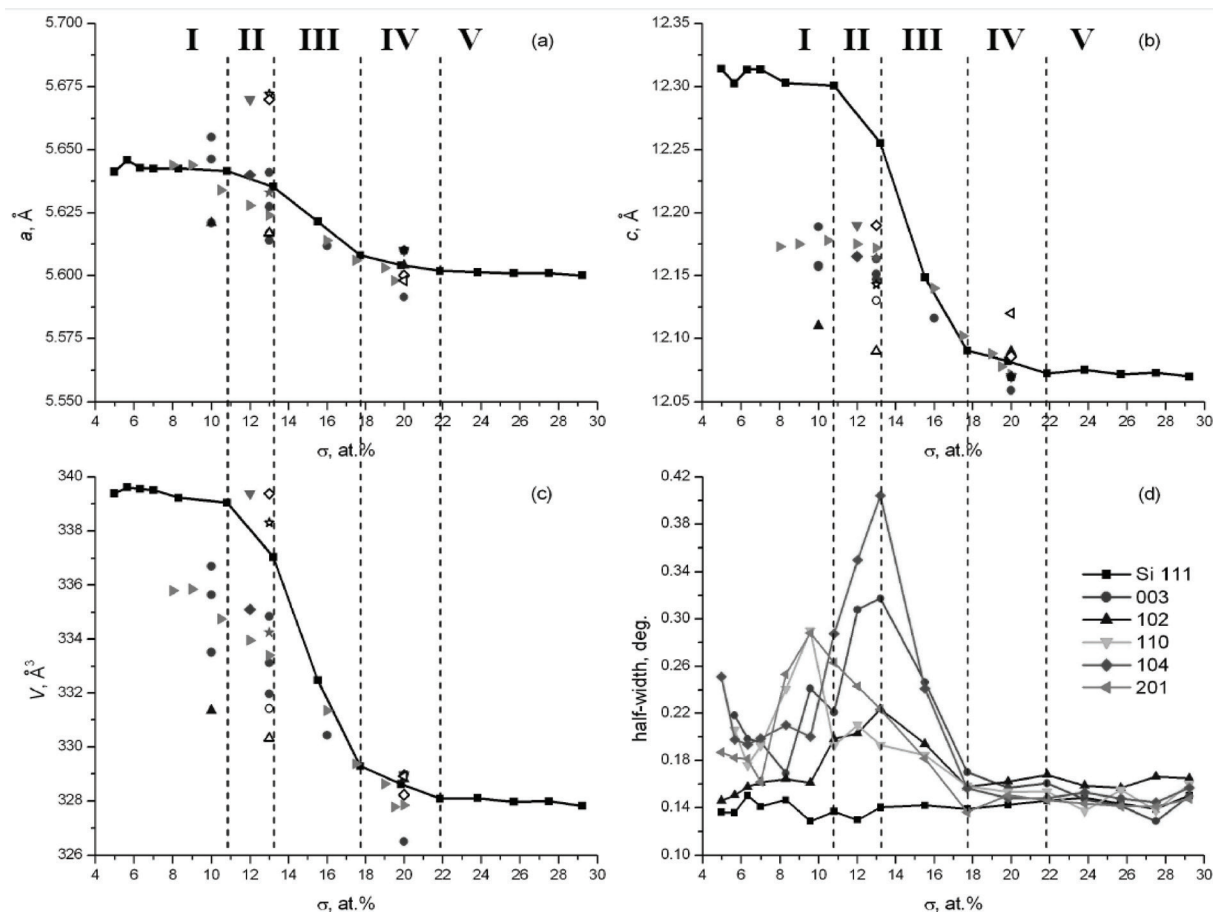 I II III IV V (a)
5.700
5.675
5.650
5.625
5.600
5.575
5.550
a, Å
4 6 8 10 12 14 16 18 20 22 24 26 28 30
σ, at.%
I II III IV V (b)
12.35
12.30
12.25
12.20
12.15
12.10
12.05
c, Å
4 6 8 10 12 14 16 18 20 22 24 26 28 30
σ, at.%
(c)
340
338
336
334
332
330
328
326
V, Å³
4 6 8 10 12 14 16 18 20 22 24 26 28 30
σ, at.%
(d)
0.42
0.38
0.34
0.30
0.26
0.22
0.18
0.14
0.10
half-width, deg.
Si 111
003
102
110
104
201
4 6 8 10 12 14 16 18 20 22 24 26 28 30
σ, at.%